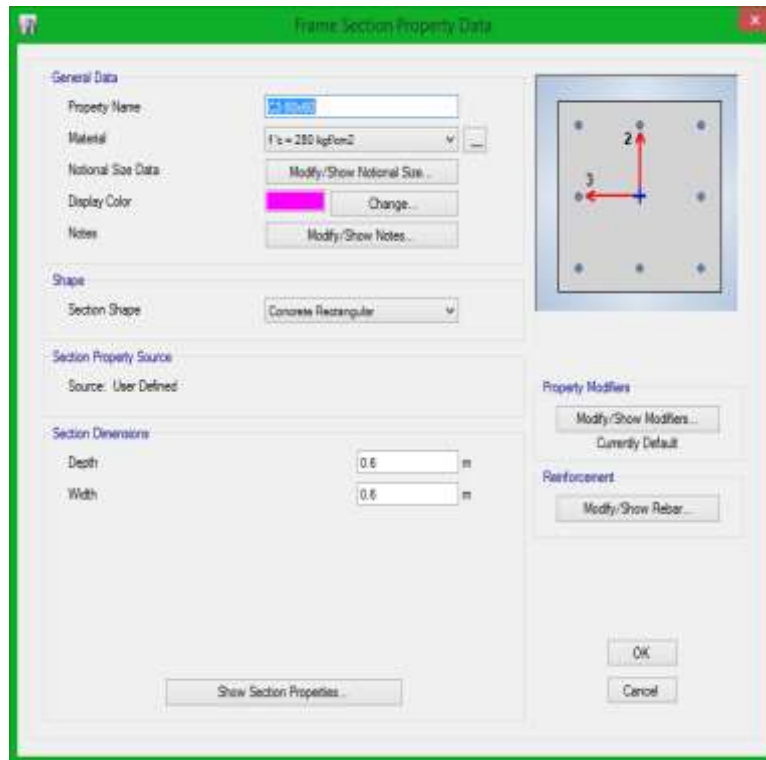 Frame Section Property Data
General Data
Property Name
C3 60x60
Material
f'c = 280 kgf/cm2
...
Notional Size Data
Modify/Show Notional Size...
Display Color
Change...
Notes
Modify/Show Notes...
2
3
Shape
Section Shape
Concrete Rectangular
Section Property Source
Source: User Defined
Property Modifiers
Modify/Show Modifiers...
Currently Default
Section Dimensions
Depth
0.6
m
Width
0.6
m
Reinforcement
Modify/Show Rebar...
OK
Show Section Properties...
Cancel